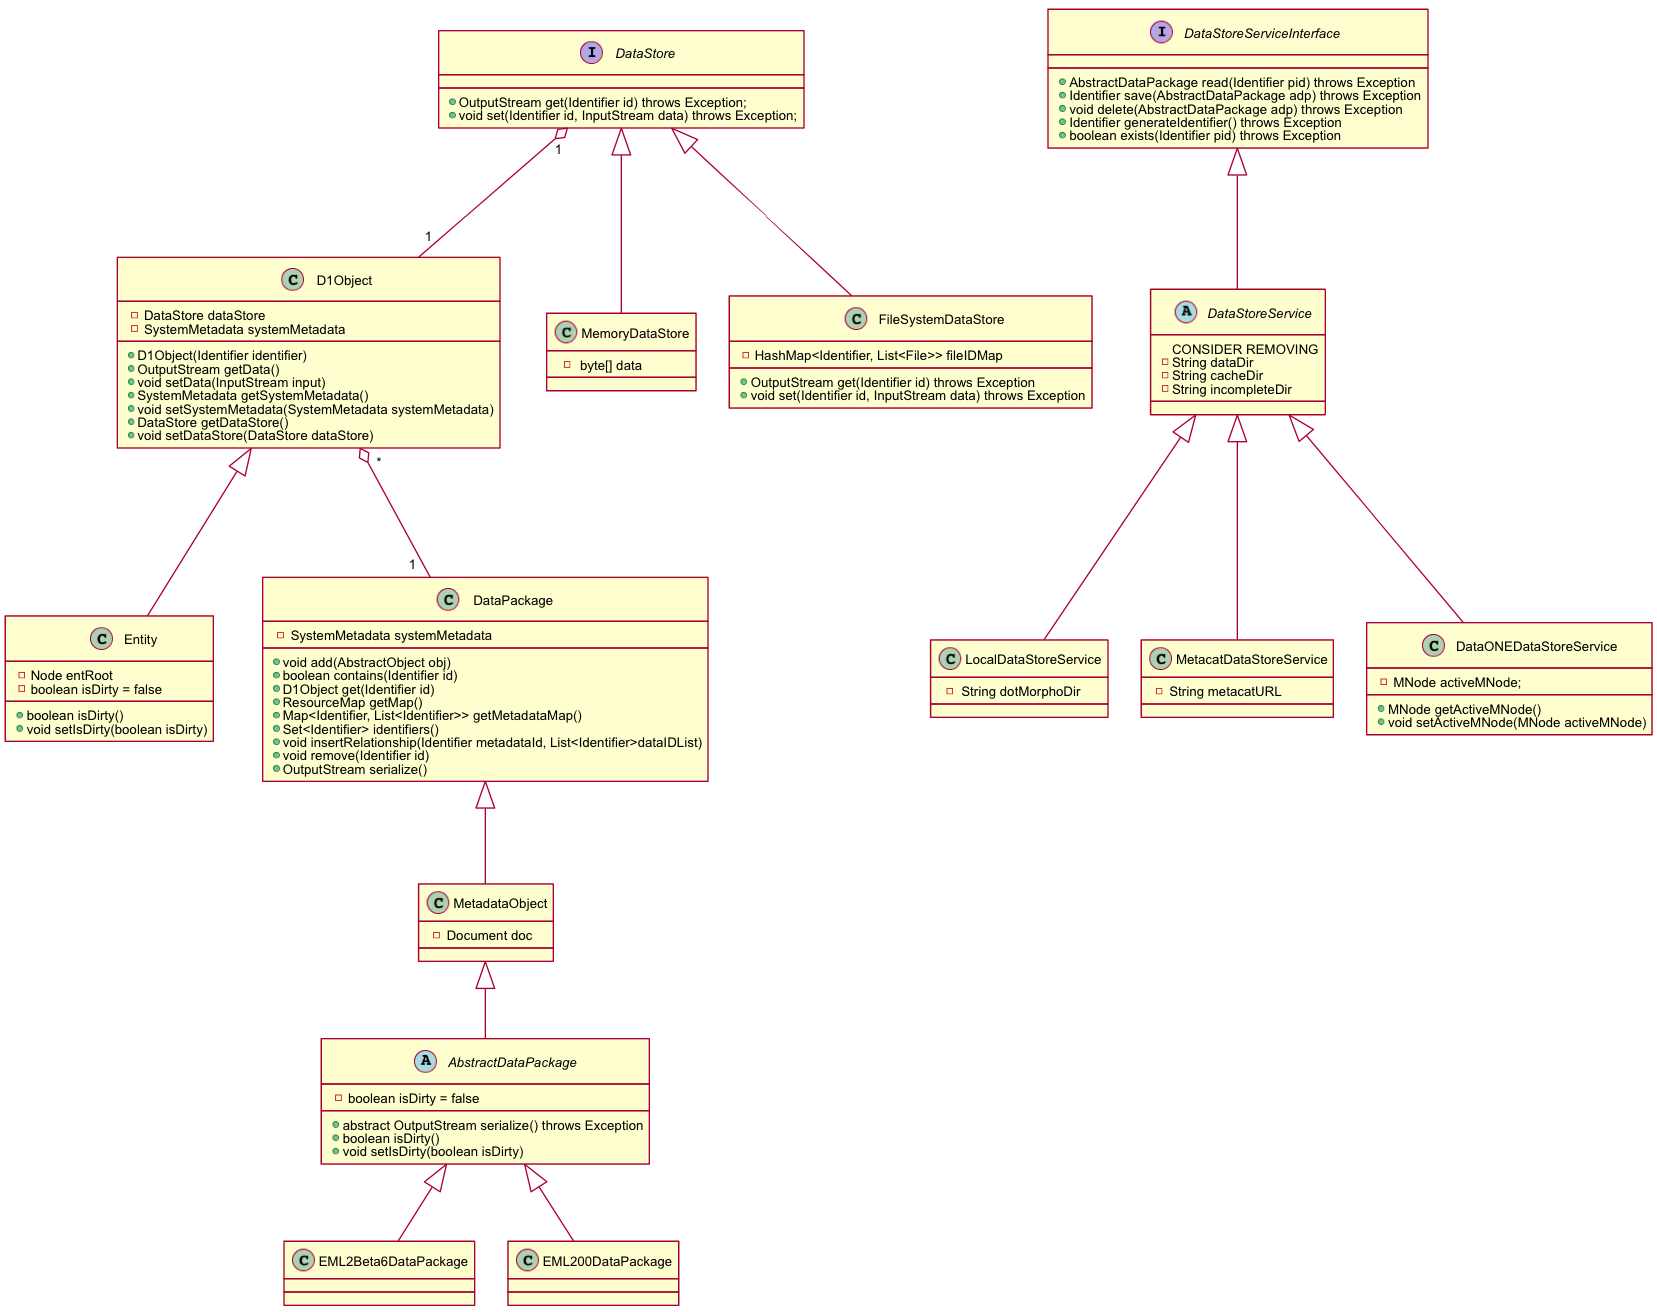 I DataStore
OutputStream get(Identifier id) throws Exception;
void set(Identifier id, InputStream data) throws Exception;
I DataStoreServiceInterface
AbstractDataPackage read(Identifier pid) throws Exception
Identifier save(AbstractDataPackage adp) throws Exception
void delete(AbstractDataPackage adp) throws Exception
Identifier generateIdentifier() throws Exception
boolean exists(Identifier pid) throws Exception
1
1
C D1Object
DataStore dataStore
SystemMetadata systemMetadata
D1Object(Identifier identifier)
OutputStream getData()
void setData(InputStream input)
SystemMetadata getSystemMetadata()
void setSystemMetadata(SystemMetadata systemMetadata)
DataStore getDataStore()
void setDataStore(DataStore dataStore)
C MemoryDataStore
byte[] data
C FileSystemDataStore
HashMap<Identifier, List<File>> fileIDMap
OutputStream get(Identifier id) throws Exception
void set(Identifier id, InputStream data) throws Exception
A DataStoreService
CONSIDER REMOVING
String dataDir
String cacheDir
String incompleteDir
*
1
C Entity
Node entRoot
boolean isDirty = false
boolean isDirty()
void setIsDirty(boolean isDirty)
C DataPackage
SystemMetadata systemMetadata
void add(AbstractObject obj)
boolean contains(Identifier id)
D1Object get(Identifier id)
ResourceMap getMap()
Map<Identifier, List<Identifier>> getMetadataMap()
Set<Identifier> identifiers()
void insertRelationship(Identifier metadataId, List<Identifier>dataIDList)
void remove(Identifier id)
OutputStream serialize()
C LocalDataStoreService
String dotMorphoDir
C MetacatDataStoreService
String metacatURL
C DataONEDataStoreService
MNode activeMNode;
MNode getActiveMNode()
void setActiveMNode(MNode activeMNode)
C MetadataObject
Document doc
A AbstractDataPackage
boolean isDirty = false
abstract OutputStream serialize() throws Exception
boolean isDirty()
void setIsDirty(boolean isDirty)
C EML2Beta6DataPackage
C EML200DataPackage